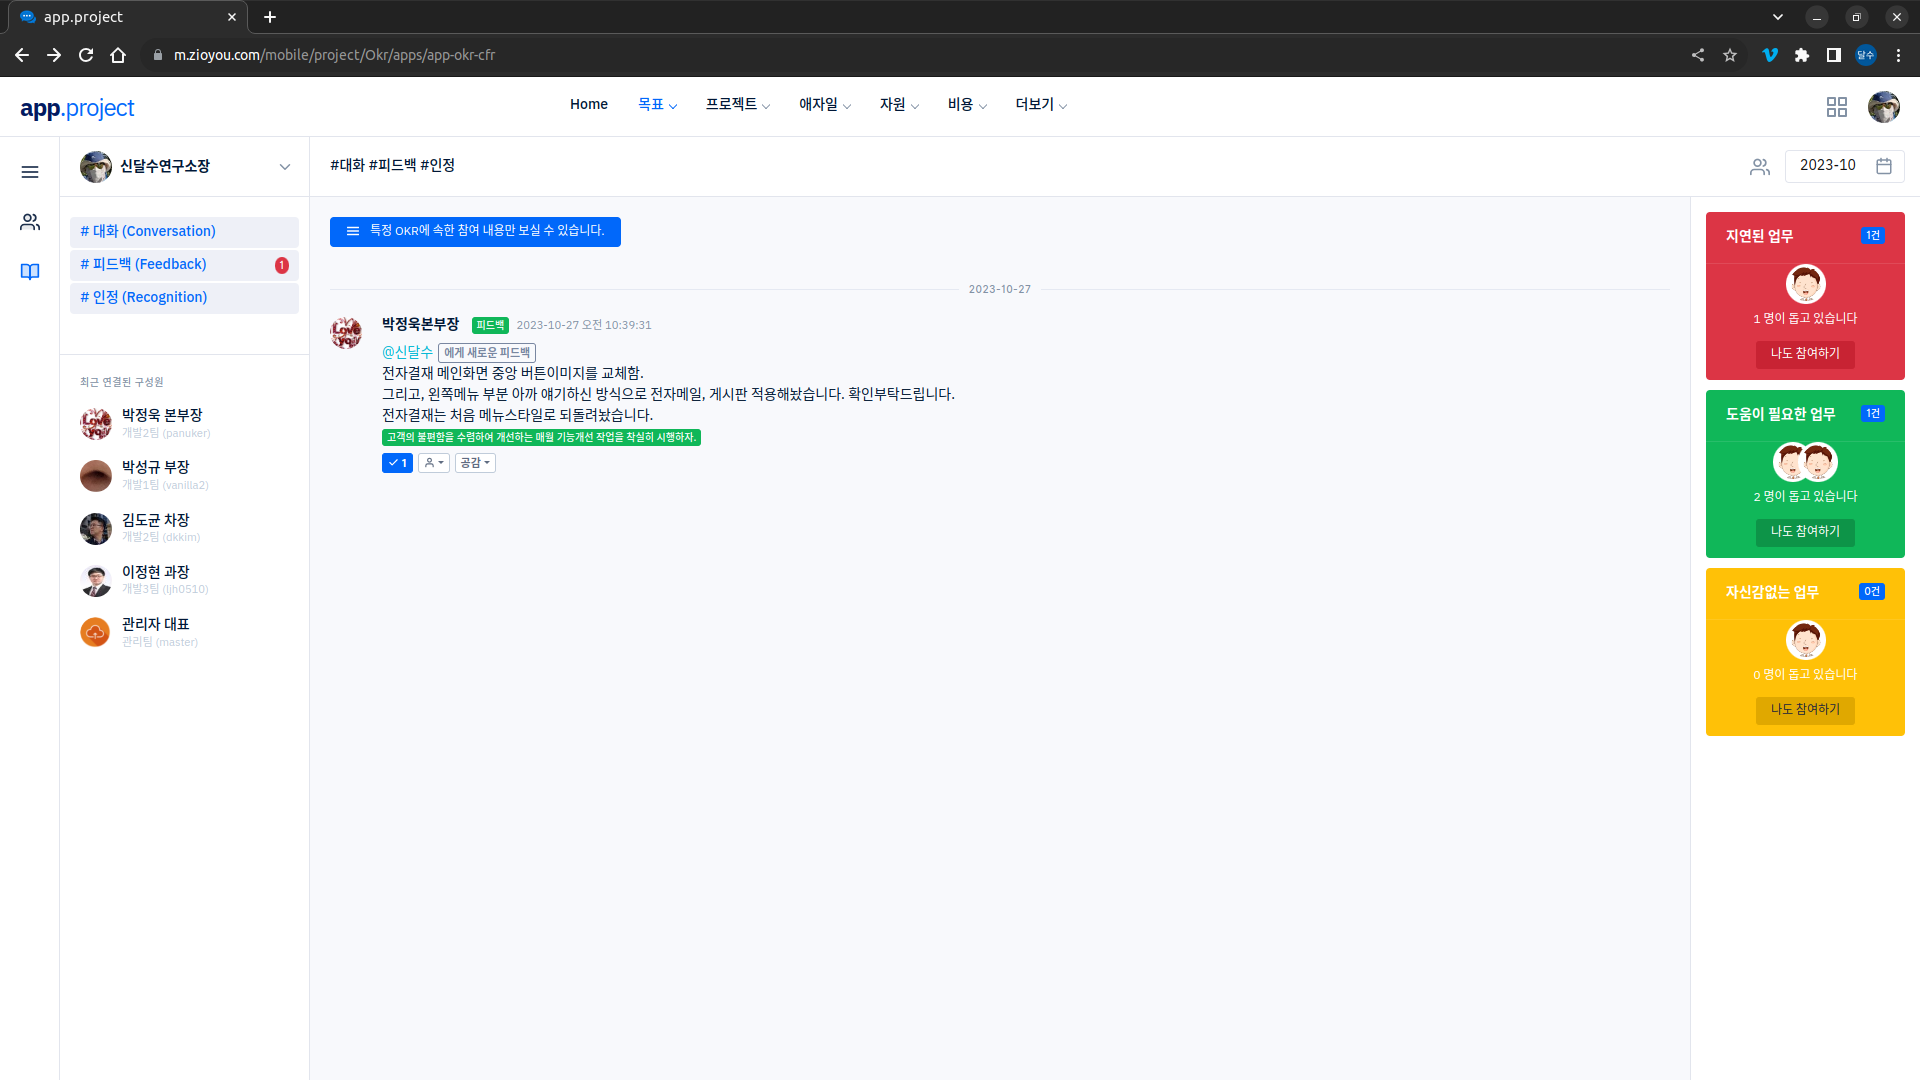 app.project
m.zioyou.com/mobile/project/Okr/apps/app-okr-cfr
달수
app.project
Home 목표 프로젝트 애자일 자원 비용 더보기
신달수연구소장
#대화 #피드백 #인정
2023-10
# 대화 (Conversation)
# 피드백 (Feedback) 1
# 인정 (Recognition)
최근 연결된 구성원
박정욱 본부장
개발2팀 (panuker)
박성규 부장
개발1팀 (vanilla2)
김도균 차장
개발2팀 (dkkim)
이정현 과장
개발3팀 (ljh0510)
관리자 대표
관리팀 (master)
특정 OKR에 속한 참여 내용만 보실 수 있습니다.
2023-10-27
박정욱본부장 피드백 2023-10-27 오전 10:39:31
@신달수 에게 새로운 피드백
전자결재 메인화면 중앙 버튼이미지를 교체함.
그리고, 왼쪽메뉴 부분 아까 얘기하신 방식으로 전자메일, 게시판 적용해놨습니다. 확인부탁드립니다.
전자결재는 처음 메뉴스타일로 되돌려놨습니다.
고객의 불편함을 수렴하여 개선하는 매월 기능개선 작업을 착실히 시행하자.
1 공감
지연된 업무 1건
1 명이 돕고 있습니다
나도 참여하기
도움이 필요한 업무 1건
2 명이 돕고 있습니다
나도 참여하기
자신감없는 업무 0건
0 명이 돕고 있습니다
나도 참여하기